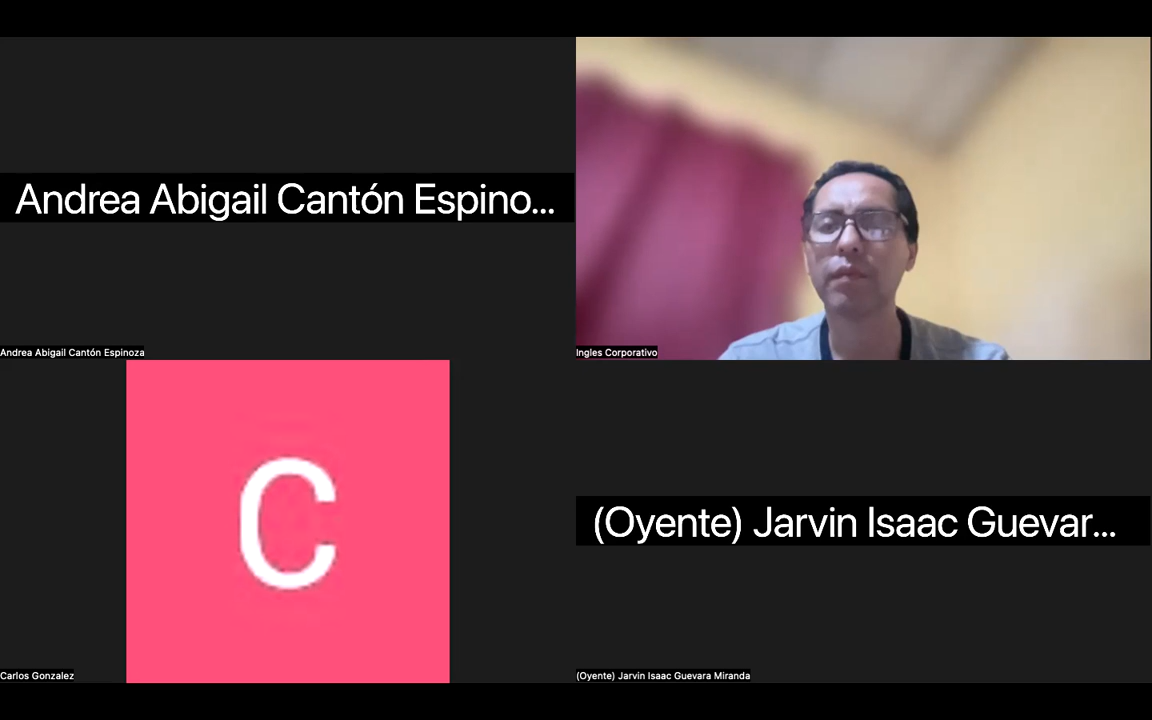 Andrea Abigail Cantón Espino...
Andrea Abigail Cantón Espinoza
Ingles Corporativo
C
Carlos Gonzalez
(Oyente) Jarvin Isaac Guevar...
(Oyente) Jarvin Isaac Guevara Miranda